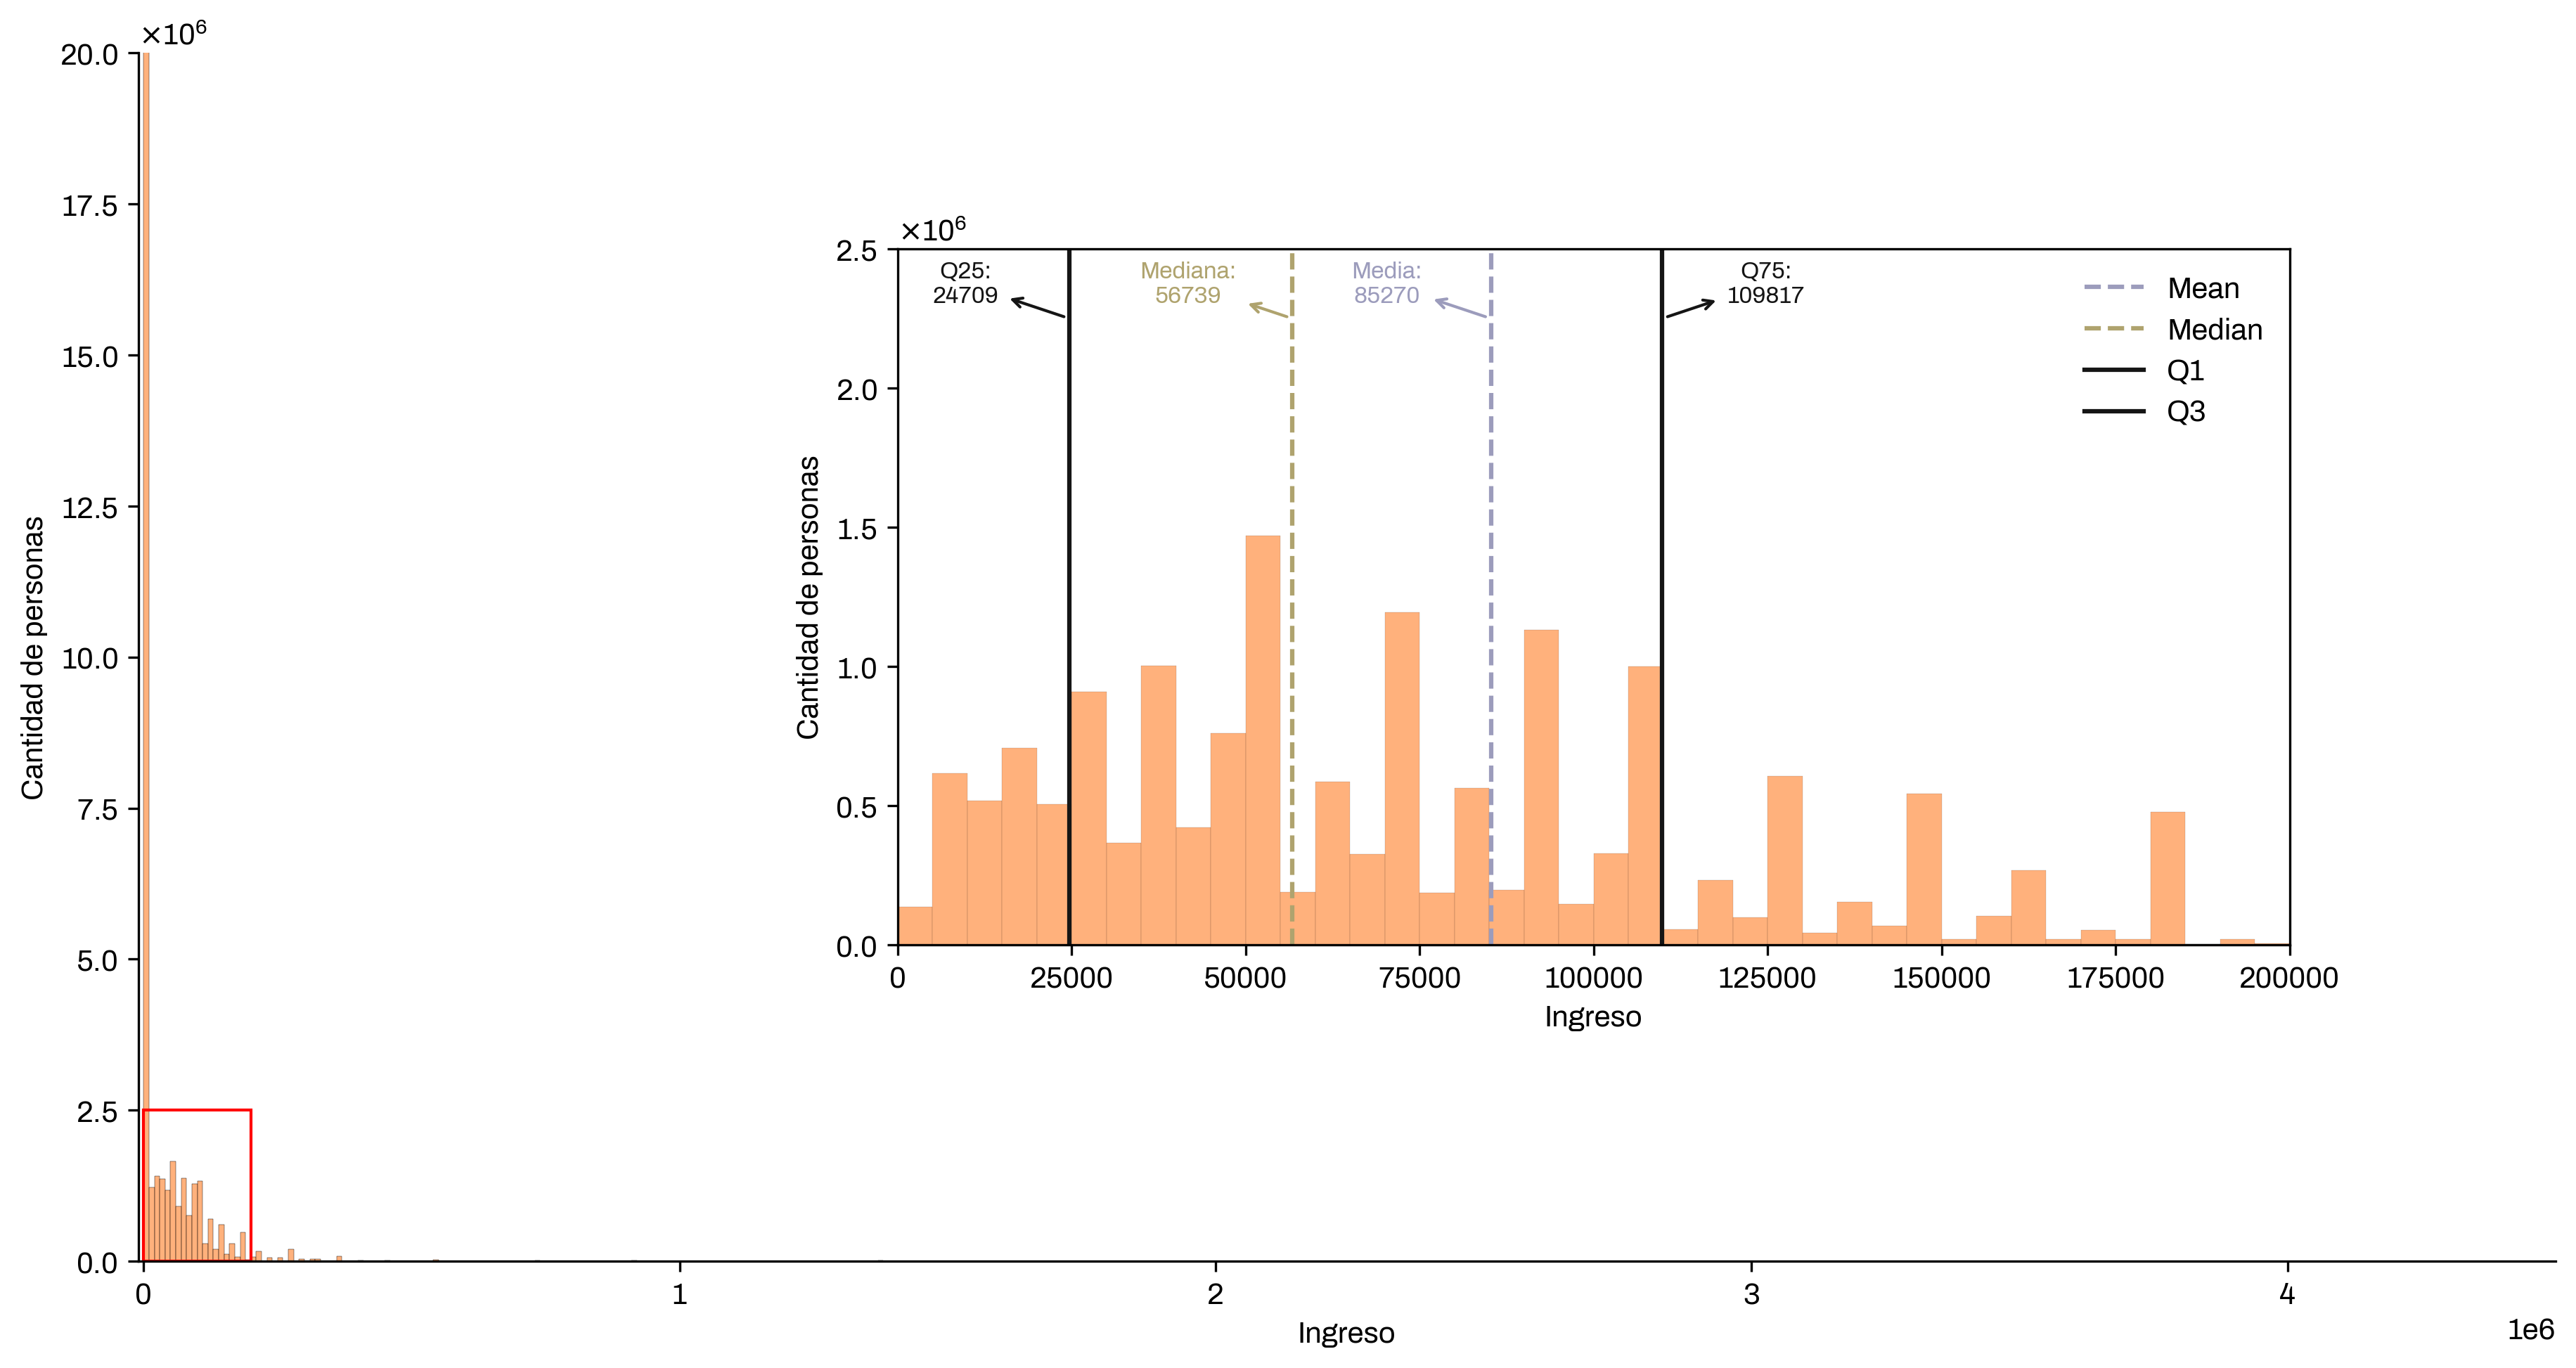 ×10⁶
20.0
17.5
15.0
12.5
10.0
7.5
5.0
2.5
0.0
Cantidad de personas
0 1 2 3 4
1e6
Ingreso
×10⁶
2.5
2.0
1.5
1.0
0.5
0.0
Cantidad de personas
Q25:
24709
Mediana:
56739
Media:
85270
Q75:
109817
Mean
Median
Q1
Q3
0 25000 50000 75000 100000 125000 150000 175000 200000
Ingreso